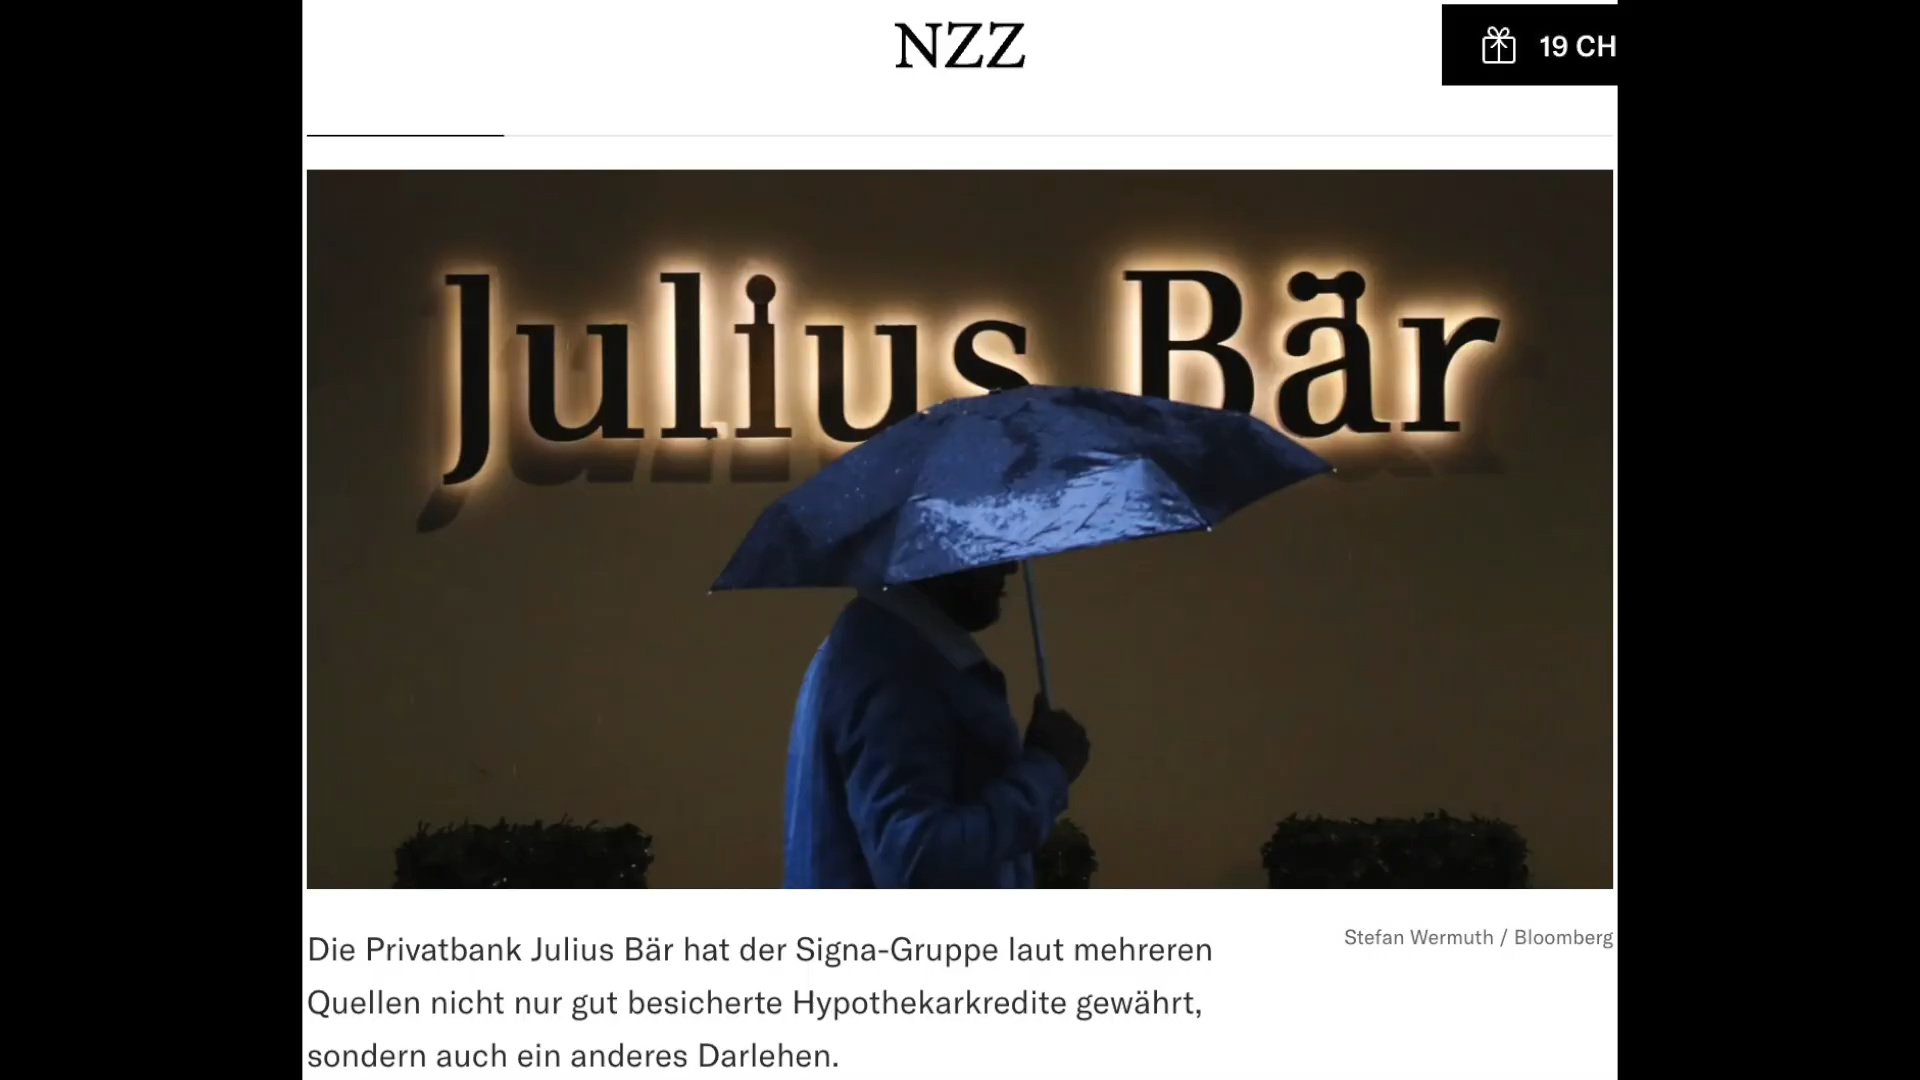 NZZ
19 CH
Julius Bär
Die Privatbank Julius Bär hat der Signa-Gruppe laut mehreren
Quellen nicht nur gut besicherte Hypothekarkredite gewährt,
sondern auch ein anderes Darlehen.
Stefan Wermuth / Bloomberg